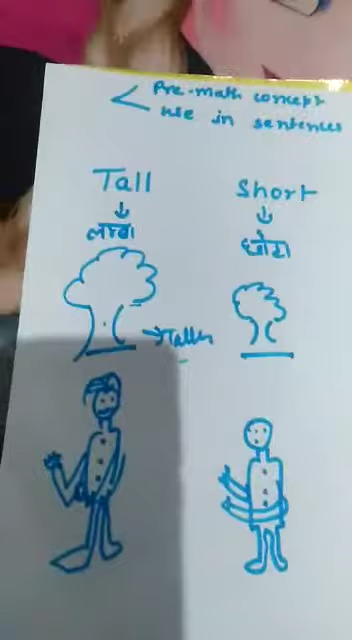 Pre-math concept
use in sentences
Tall
Short
लम्बा
छोटा
→Taller